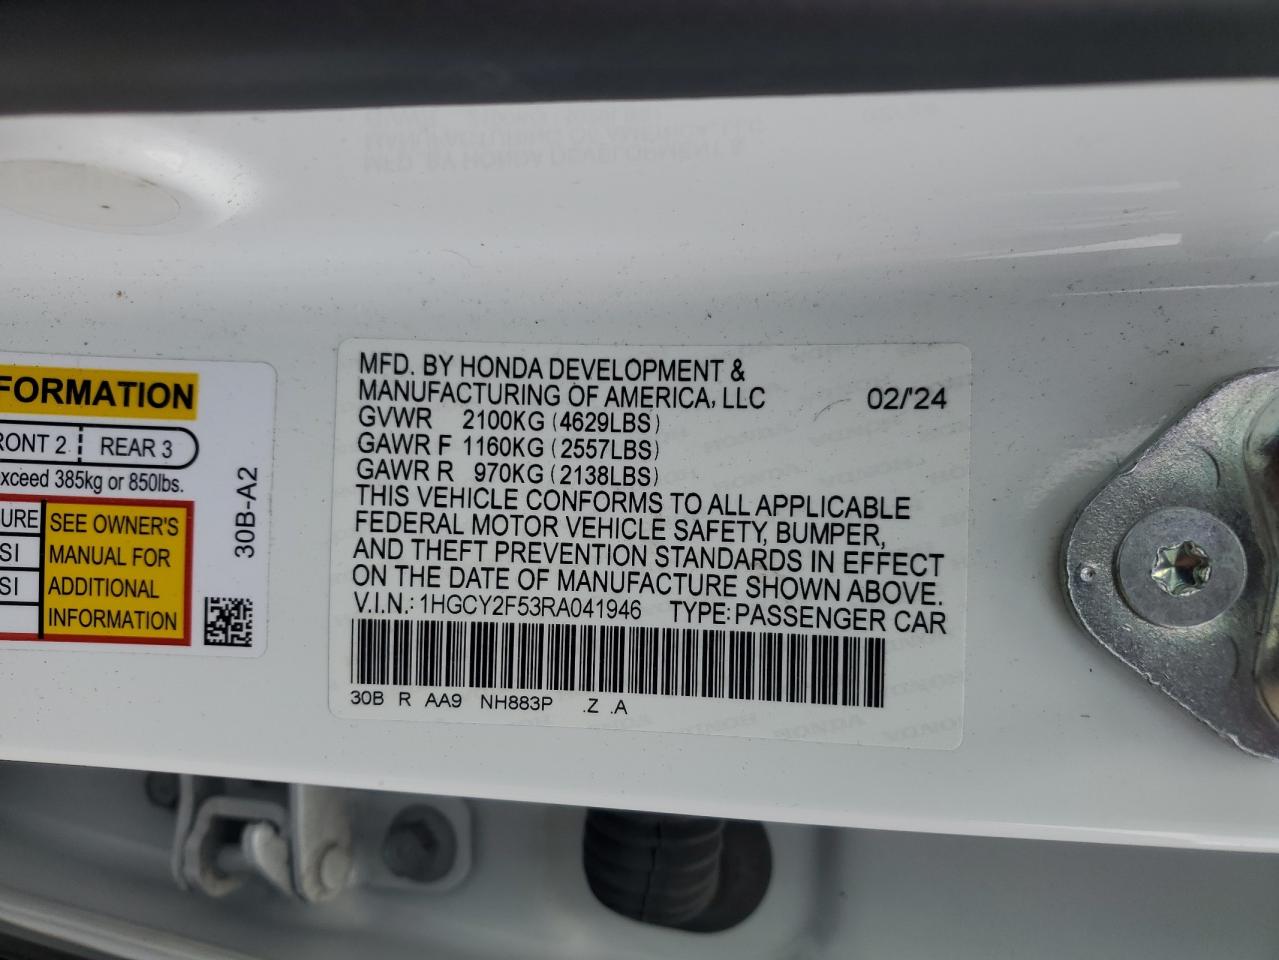 FORMATION
RONT 2 REAR 3
xceed 385kg or 850lbs.
URE SEE OWNER'S
SI MANUAL FOR
SI ADDITIONAL
INFORMATION
30B-A2
MFD. BY HONDA DEVELOPMENT &
MANUFACTURING OF AMERICA, LLC 02/'24
GVWR 2100KG (4629LBS)
GAWR F 1160KG (2557LBS)
GAWR R 970KG (2138LBS)
THIS VEHICLE CONFORMS TO ALL APPLICABLE
FEDERAL MOTOR VEHICLE SAFETY, BUMPER,
AND THEFT PREVENTION STANDARDS IN EFFECT
ON THE DATE OF MANUFACTURE SHOWN ABOVE.
V.I.N.: 1HGCY2F53RA041946 TYPE: PASSENGER CAR
30B R AA9 NH883P .Z .A